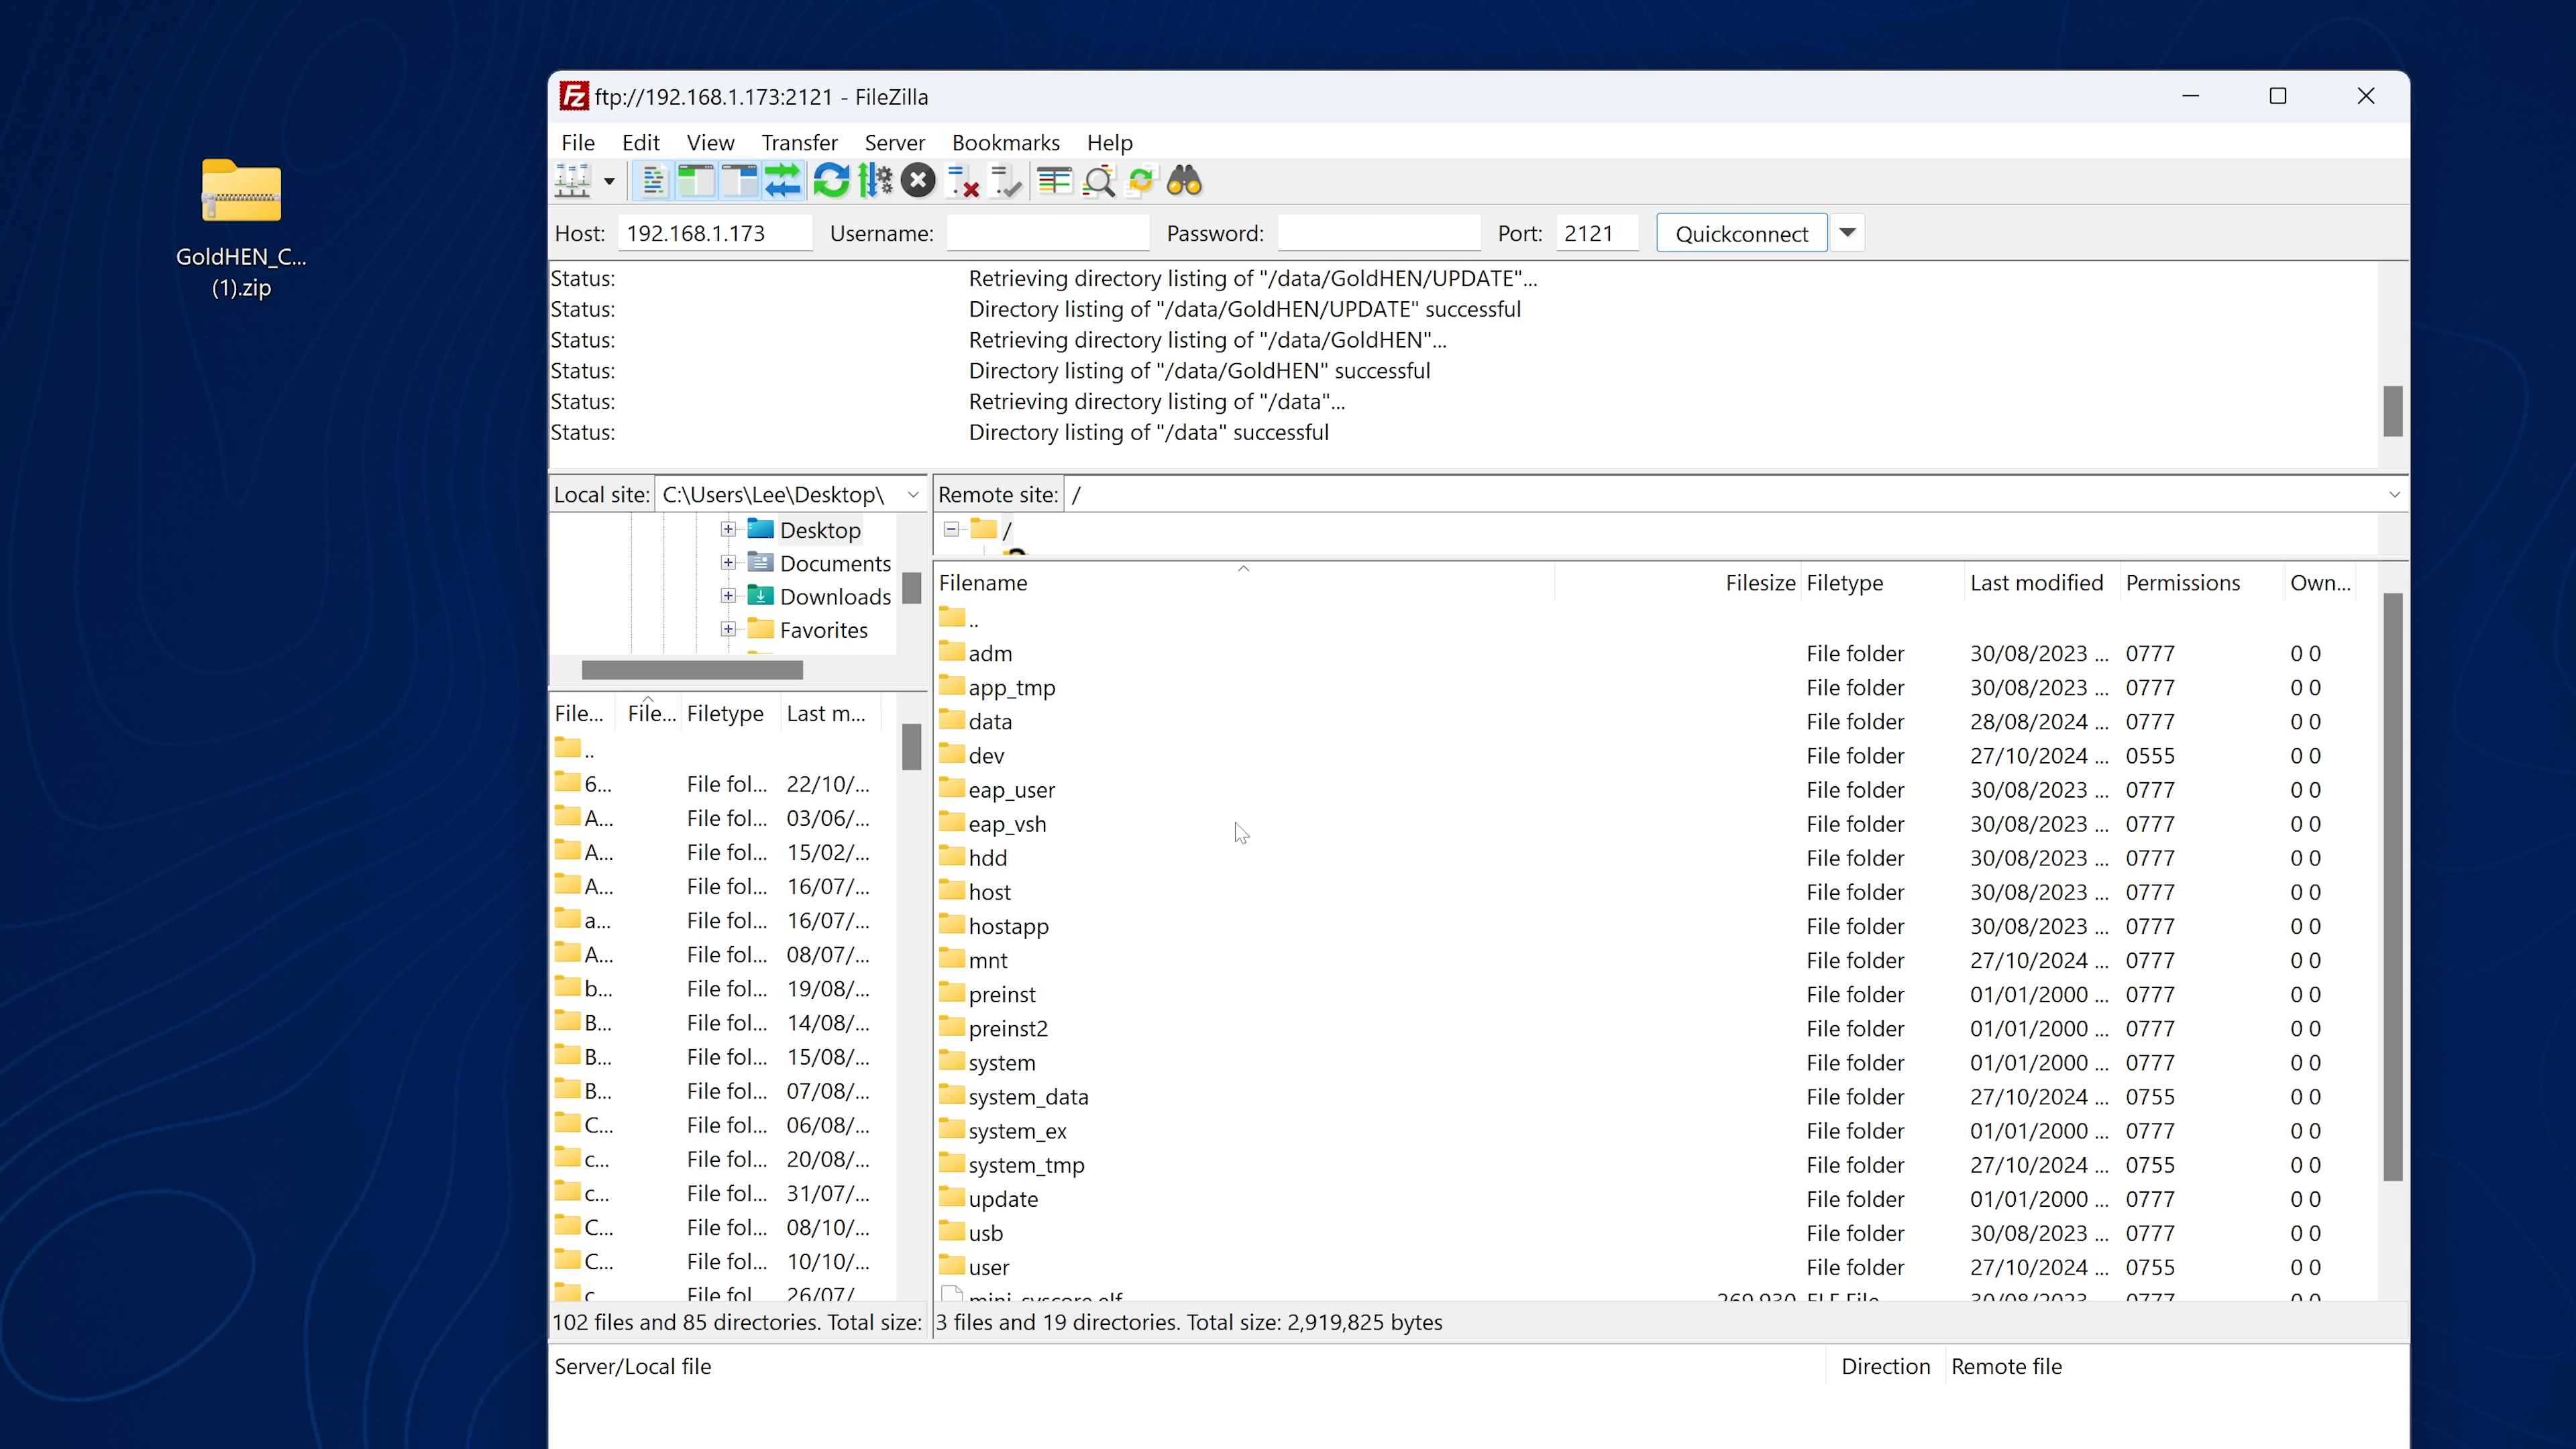 GoldHEN_C...
(1).zip
ftp://192.168.1.173:2121 - FileZilla
File Edit View Transfer Server Bookmarks Help
Host: 192.168.1.173 Username: Password: Port: 2121 Quickconnect
Status: Retrieving directory listing of "/data/GoldHEN/UPDATE"...
Status: Directory listing of "/data/GoldHEN/UPDATE" successful
Status: Retrieving directory listing of "/data/GoldHEN"...
Status: Directory listing of "/data/GoldHEN" successful
Status: Retrieving directory listing of "/data"...
Status: Directory listing of "/data" successful
Local site: C:\Users\Lee\Desktop\
Desktop
Documents
Downloads
Favorites
File... File... Filetype Last m...
..
6... File fol... 22/10/...
A... File fol... 03/06/...
A... File fol... 15/02/...
A... File fol... 16/07/...
a... File fol... 16/07/...
A... File fol... 08/07/...
b... File fol... 19/08/...
B... File fol... 14/08/...
B... File fol... 15/08/...
B... File fol... 07/08/...
C... File fol... 06/08/...
c... File fol... 20/08/...
c... File fol... 31/07/...
C... File fol... 08/10/...
C... File fol... 10/10/...
File fol 26/07/
102 files and 85 directories. Total size:
Remote site: /
/
Filename Filesize Filetype Last modified Permissions Own...
..
adm File folder 30/08/2023 ... 0777 0 0
app_tmp File folder 30/08/2023 ... 0777 0 0
data File folder 28/08/2024 ... 0777 0 0
dev File folder 27/10/2024 ... 0555 0 0
eap_user File folder 30/08/2023 ... 0777 0 0
eap_vsh File folder 30/08/2023 ... 0777 0 0
hdd File folder 30/08/2023 ... 0777 0 0
host File folder 30/08/2023 ... 0777 0 0
hostapp File folder 30/08/2023 ... 0777 0 0
mnt File folder 27/10/2024 ... 0777 0 0
preinst File folder 01/01/2000 ... 0777 0 0
preinst2 File folder 01/01/2000 ... 0777 0 0
system File folder 01/01/2000 ... 0777 0 0
system_data File folder 27/10/2024 ... 0755 0 0
system_ex File folder 01/01/2000 ... 0777 0 0
system_tmp File folder 27/10/2024 ... 0755 0 0
update File folder 01/01/2000 ... 0777 0 0
usb File folder 30/08/2023 ... 0777 0 0
user File folder 27/10/2024 ... 0755 0 0
mini_syscore.elf 269,930 ELF File 30/08/2023 0777 0 0
3 files and 19 directories. Total size: 2,919,825 bytes
Server/Local file Direction Remote file